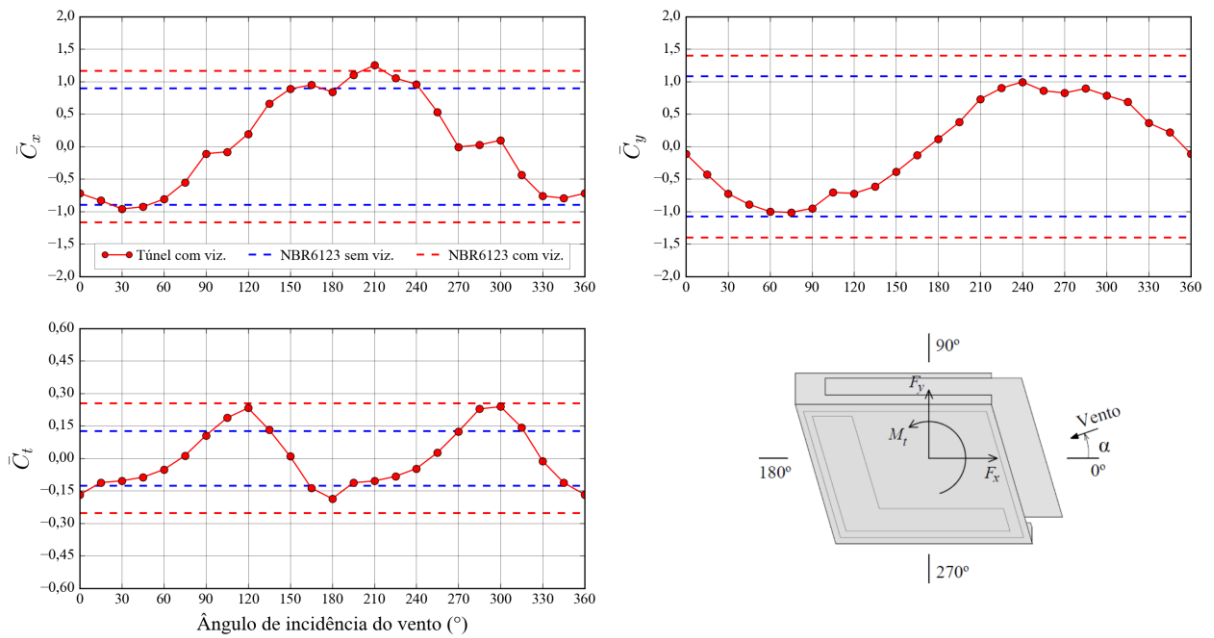 2,0
1,5
1,0
0,5
0,0
−0,5
−1,0
−1,5
−2,0
C̄x
Túnel com viz.
NBR6123 sem viz.
NBR6123 com viz.
0 30 60 90 120 150 180 210 240 270 300 330 360
2,0
1,5
1,0
0,5
0,0
−0,5
−1,0
−1,5
−2,0
C̄y
0 30 60 90 120 150 180 210 240 270 300 330 360
0,60
0,45
0,30
0,15
0,00
−0,15
−0,30
−0,45
−0,60
C̄t
0 30 60 90 120 150 180 210 240 270 300 330 360
Ângulo de incidência do vento (°)
90º
Fy
Vento
Mt
α
180º
Fx
0º
270º